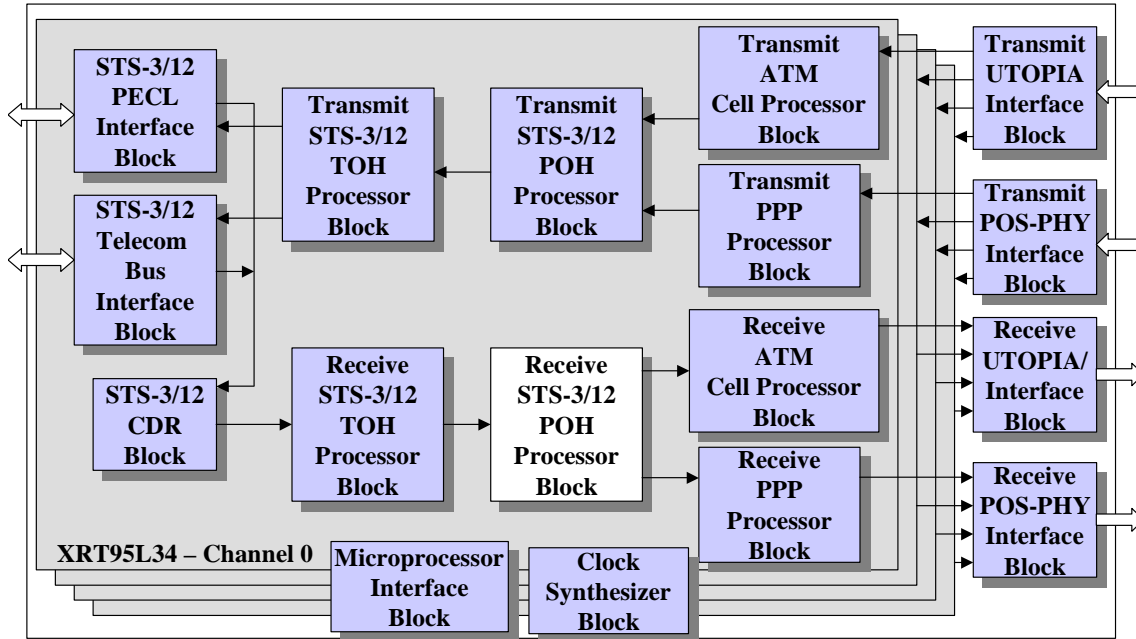 STS-3/12
PECL
Interface
Block
Transmit
STS-3/12
TOH
Processor
Block
Transmit
STS-3/12
POH
Processor
Block
Transmit
ATM
Cell Processor
Block
Transmit
UTOPIA
Interface
Block
STS-3/12
Telecom
Bus
Interface
Block
Transmit
PPP
Processor
Block
Transmit
POS-PHY
Interface
Block
STS-3/12
CDR
Block
Receive
STS-3/12
TOH
Processor
Block
Receive
STS-3/12
POH
Processor
Block
Receive
ATM
Cell Processor
Block
Receive
UTOPIA/
Interface
Block
Receive
PPP
Processor
Block
Receive
POS-PHY
Interface
Block
XRT95L34 – Channel 0
Microprocessor
Interface
Block
Clock
Synthesizer
Block